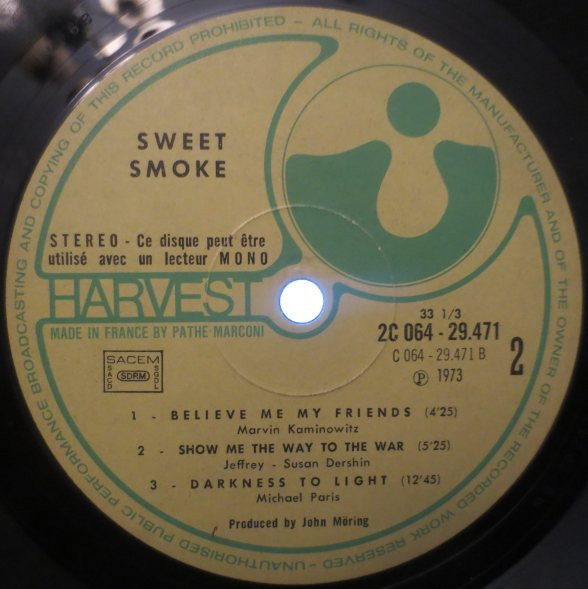 ALL RIGHTS OF THE MANUFACTURER AND OF THE OWNER OF THE RECORDED WORK RESERVED - UNAUTHORISED PUBLIC PERFORMANCE BROADCASTING AND COPYING OF THIS RECORD PROHIBITED -
SWEET
SMOKE
STEREO - Ce disque peut être
utilisé avec un lecteur MONO
HARVEST
MADE IN FRANCE BY PATHE MARCONI
33 1/3
2C 064 - 29.471
C 064 - 29.471 B
2
℗ 1973
SACEM
SACD SDRM SGDL
1 - BELIEVE ME MY FRIENDS (4'25)
Marvin Kaminowitz
2 - SHOW ME THE WAY TO THE WAR (5'25)
Jeffrey - Susan Dershin
3 - DARKNESS TO LIGHT (12'45)
Michael Paris
Produced by John Möring